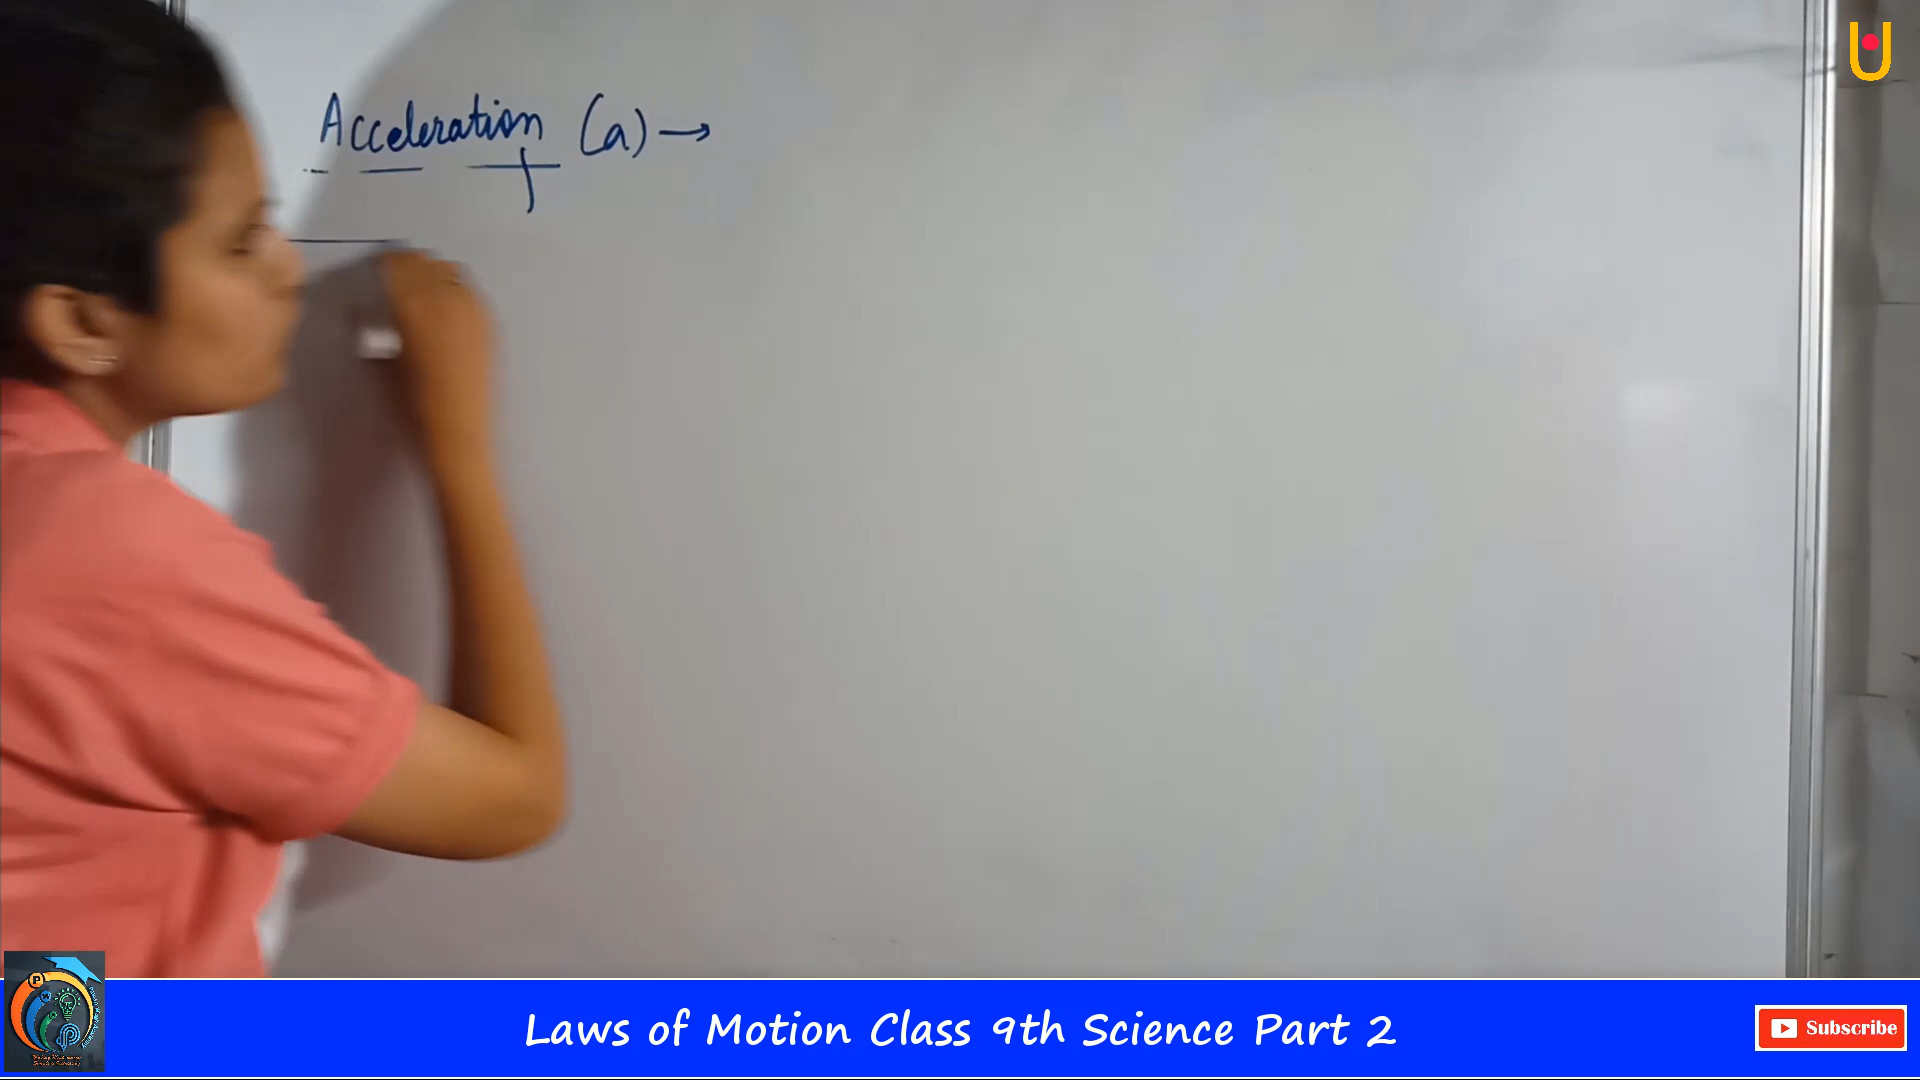 Acceleration (a) →
Laws of Motion Class 9th Science Part 2
Subscribe